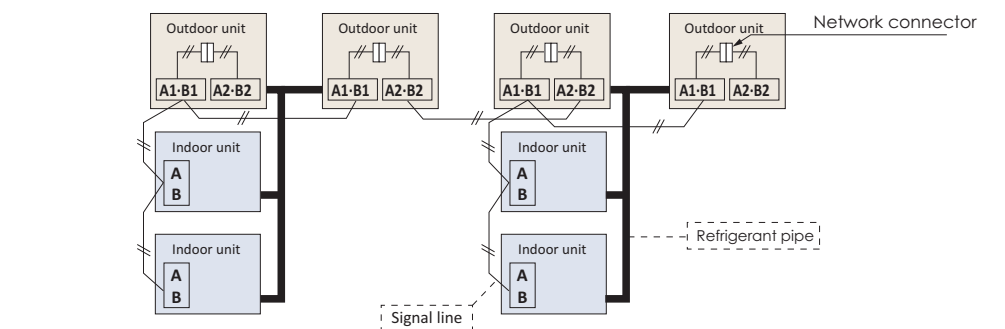 Outdoor unit
Outdoor unit
Outdoor unit
Outdoor unit
Network connector
A1·B1
A2·B2
A1·B1
A2·B2
A1·B1
A2·B2
A1·B1
A2·B2
Indoor unit
A
B
Indoor unit
A
B
Indoor unit
A
B
Indoor unit
A
B
Refrigerant pipe
Signal line